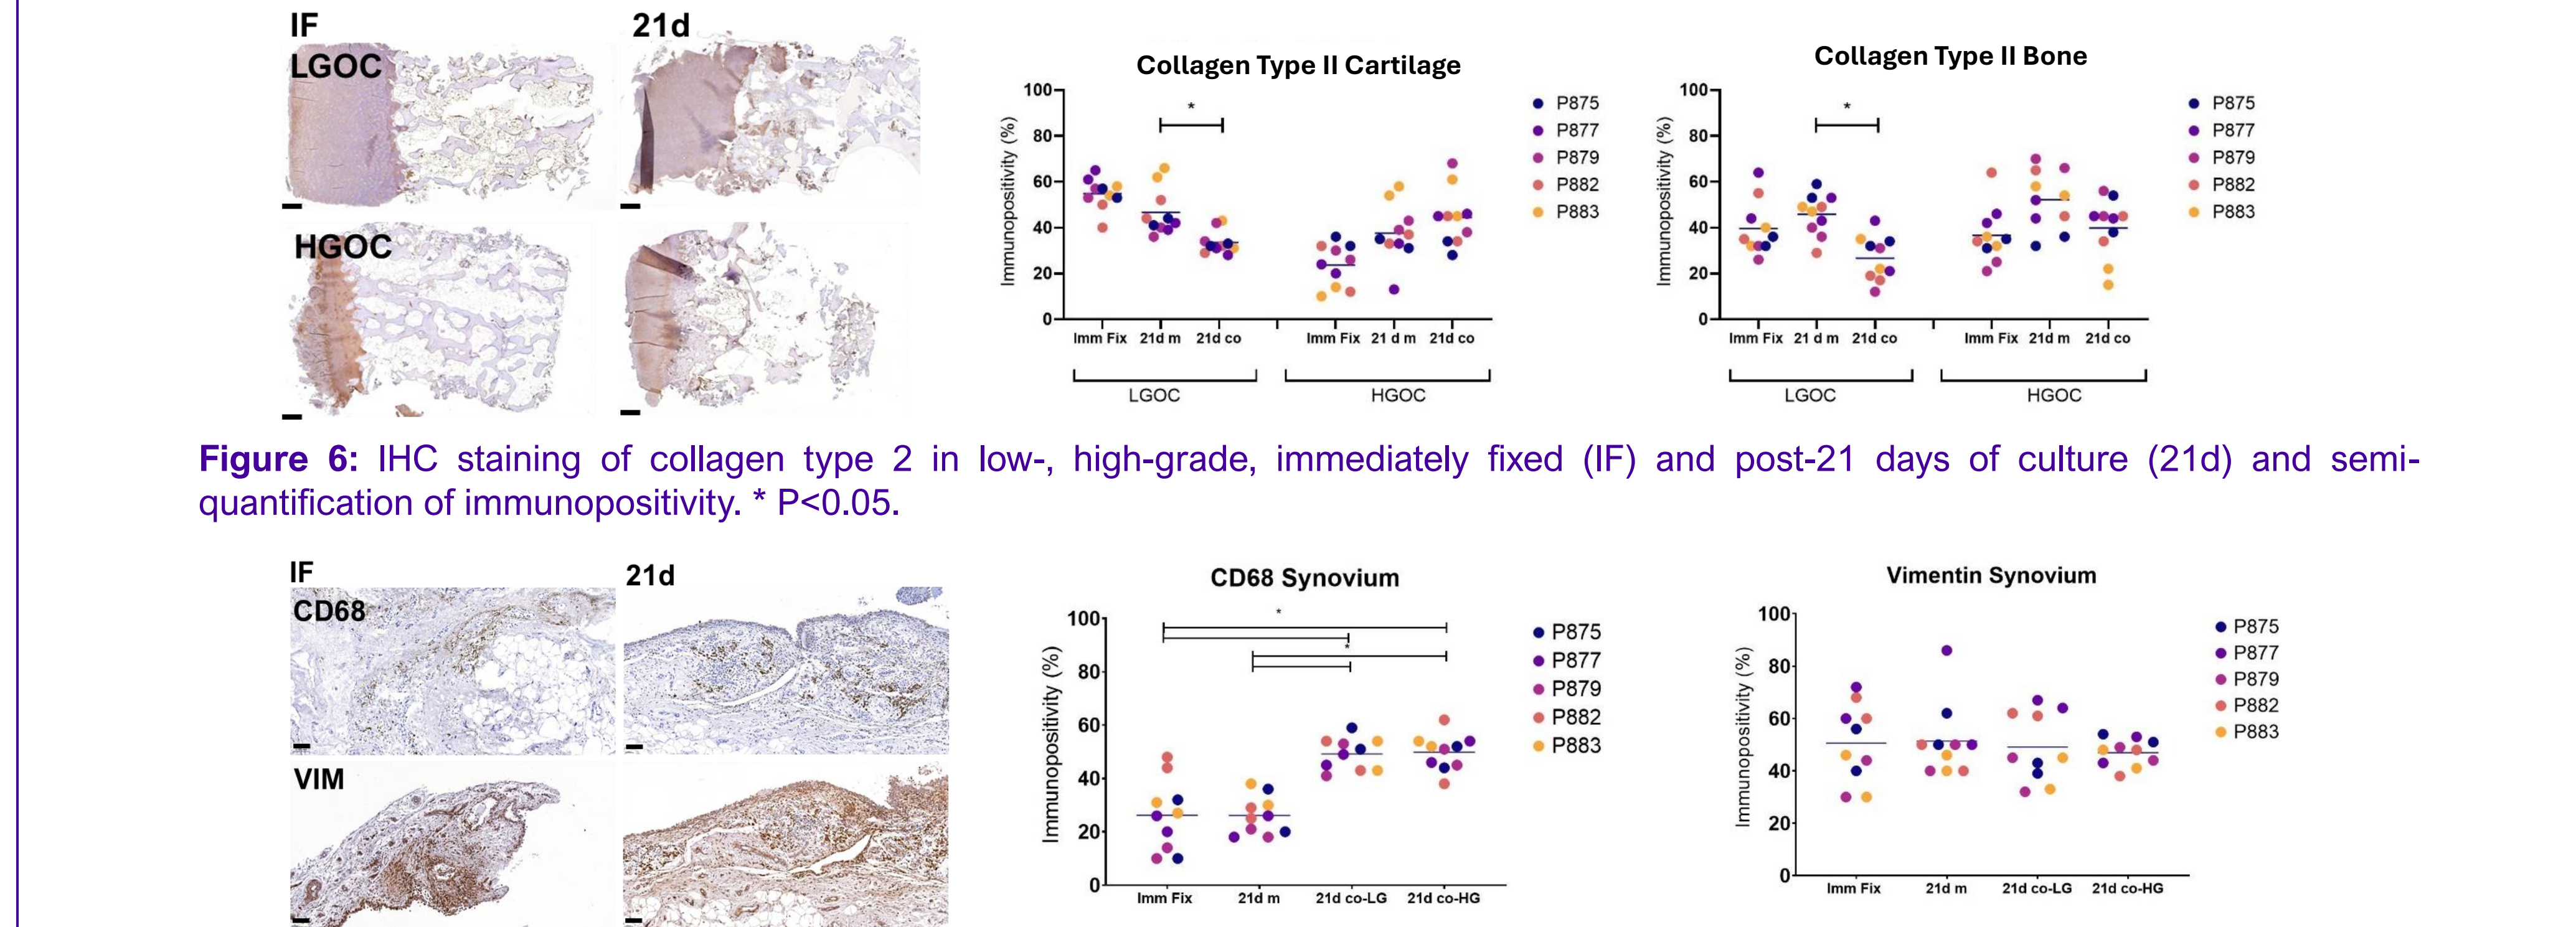 IF
21d
LGOC
HGOC
Collagen Type II Cartilage
Immunopositivity (%)
100
80
60
40
20
0
*
Imm Fix 21d m 21d co Imm Fix 21 d m 21d co
LGOC HGOC
P875
P877
P879
P882
P883
Collagen Type II Bone
Immunopositivity (%)
100
80
60
40
20
0
*
Imm Fix 21 d m 21d co Imm Fix 21d m 21d co
LGOC HGOC
P875
P877
P879
P882
P883
Figure 6: IHC staining of collagen type 2 in low-, high-grade, immediately fixed (IF) and post-21 days of culture (21d) and semi-
quantification of immunopositivity. * P<0.05.
IF
21d
CD68
VIM
CD68 Synovium
Immunopositivity (%)
100
80
60
40
20
0
*
*
Imm Fix 21d m 21d co-LG 21d co-HG
P875
P877
P879
P882
P883
Vimentin Synovium
Immunopositivity (%)
100
80
60
40
20
0
Imm Fix 21d m 21d co-LG 21d co-HG
P875
P877
P879
P882
P883